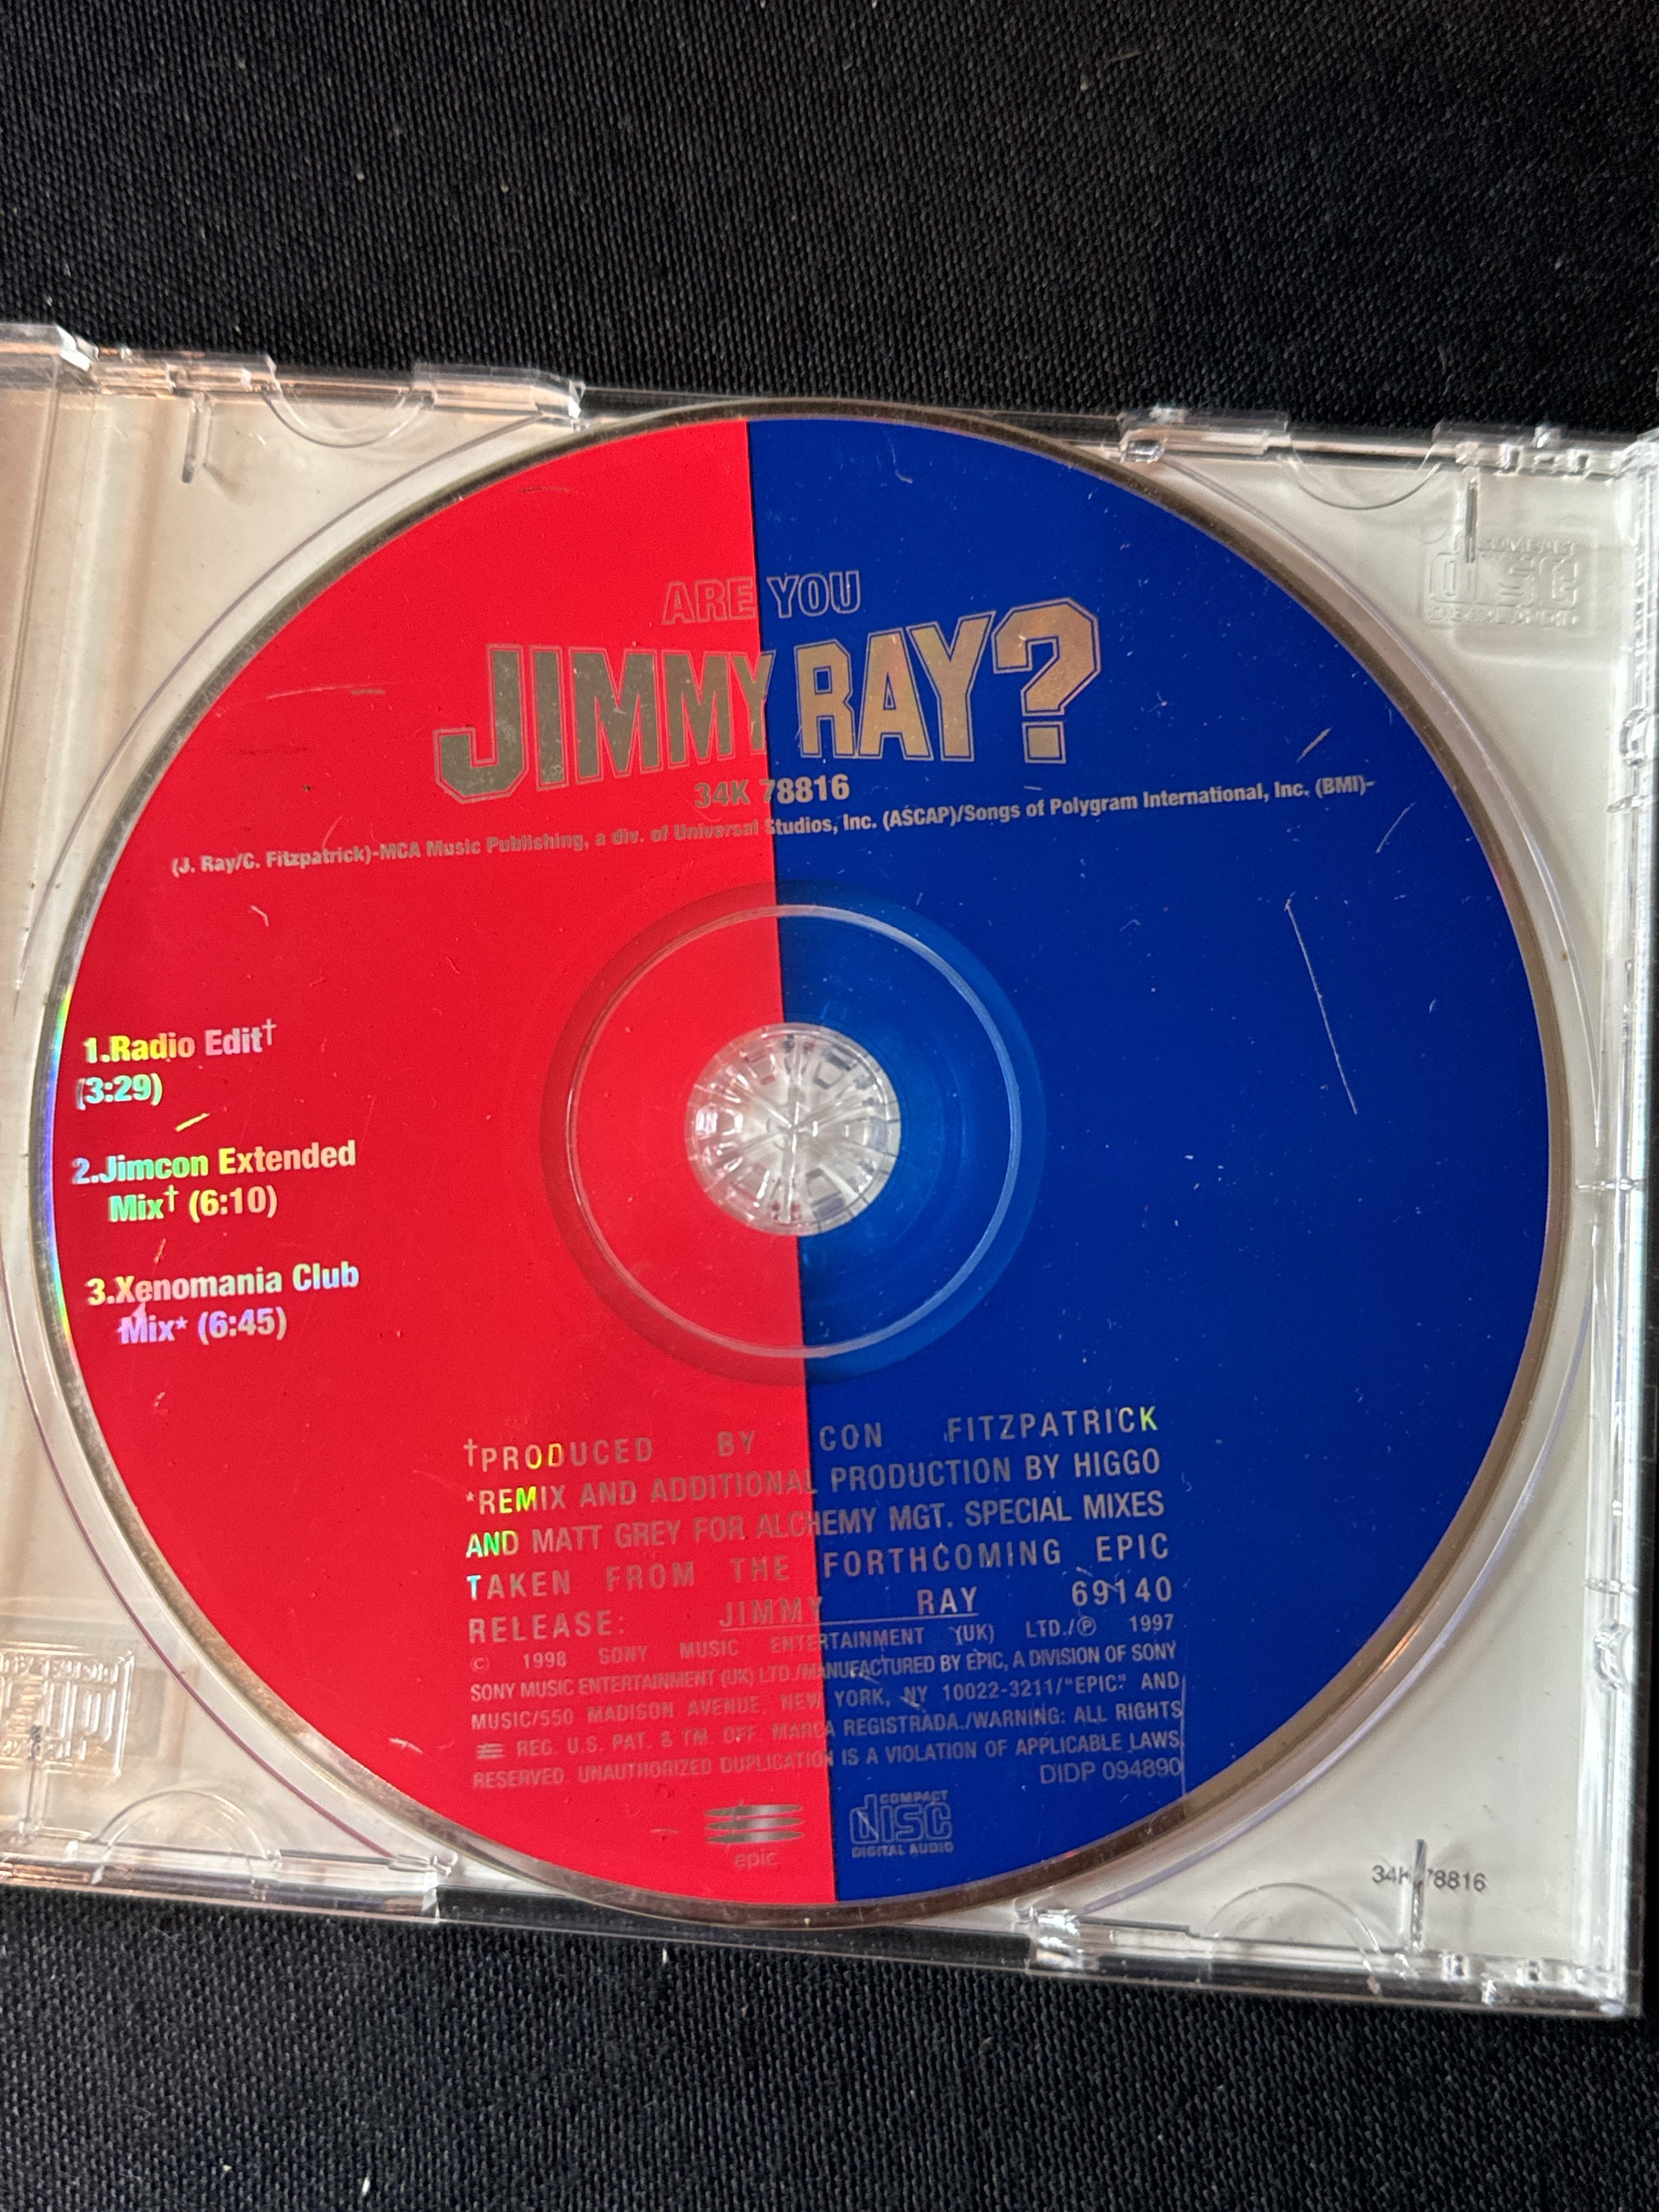 ARE YOU
JIMMY RAY?
34K 78816
(J. Ray/C. Fitzpatrick)-MCA Music Publishing, a div. of Universal Studios, Inc. (ASCAP)/Songs of Polygram International, Inc. (BMI)-
1.Radio Edit†
(3:29)
2.Jimcon Extended
Mix† (6:10)
3.Xenomania Club
Mix* (6:45)
†PRODUCED BY CON FITZPATRICK
*REMIX AND ADDITIONAL PRODUCTION BY HIGGO
AND MATT GREY FOR ALCHEMY MGT. SPECIAL MIXES
TAKEN FROM THE FORTHCOMING EPIC
RELEASE: JIMMY RAY 69140
© 1998 SONY MUSIC ENTERTAINMENT (UK) LTD./℗ 1997
SONY MUSIC ENTERTAINMENT (UK) LTD./MANUFACTURED BY EPIC, A DIVISION OF SONY
MUSIC/550 MADISON AVENUE, NEW YORK, NY 10022-3211/"EPIC" AND
REG. U.S. PAT. & TM. OFF. MARCA REGISTRADA./WARNING: ALL RIGHTS
RESERVED. UNAUTHORIZED DUPLICATION IS A VIOLATION OF APPLICABLE LAWS.
DIDP 094890
epic
COMPACT
disc
DIGITAL AUDIO
COMPACT
disc
34K 78816